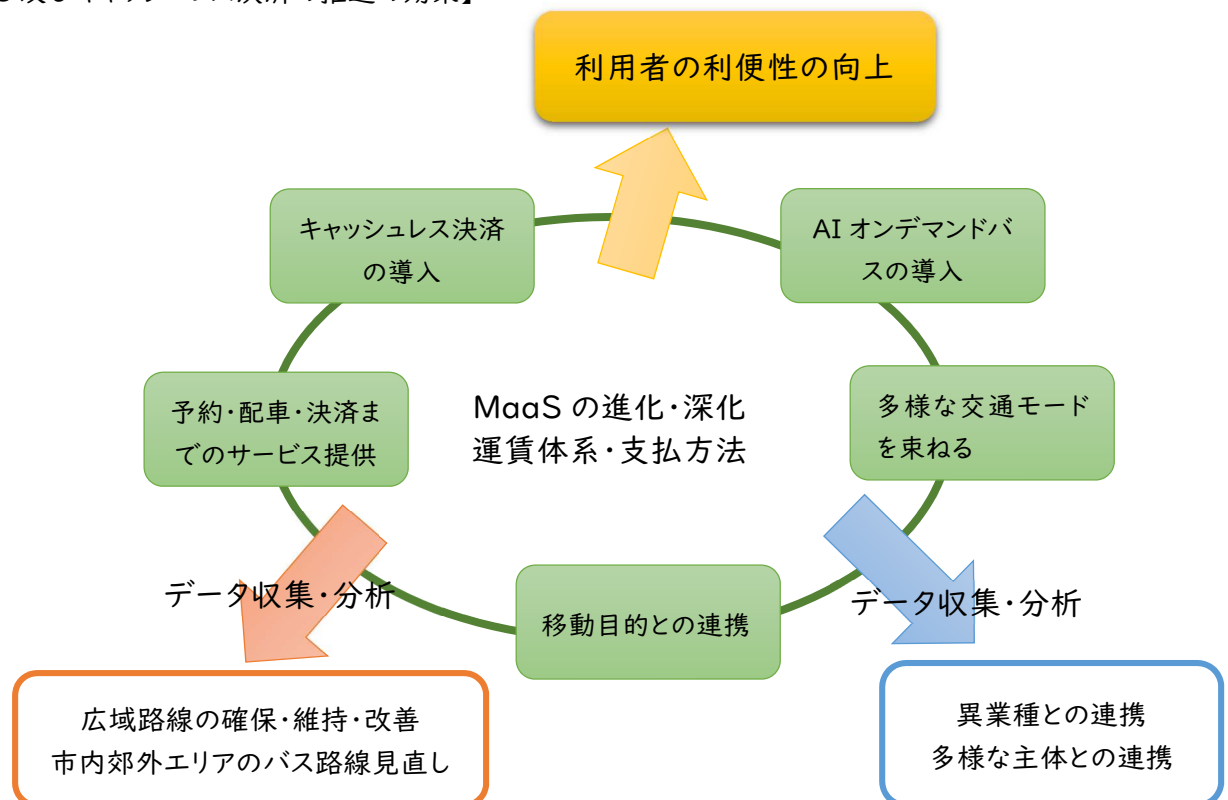 利用者の利便性の向上
キャッシュレス決済
の導入
AI オンデマンドバ
スの導入
予約・配車・決済ま
でのサービス提供
MaaS の進化・深化
運賃体系・支払方法
多様な交通モード
を束ねる
データ収集・分析
移動目的との連携
データ収集・分析
広域路線の確保・維持・改善
市内郊外エリアのバス路線見直し
異業種との連携
多様な主体との連携